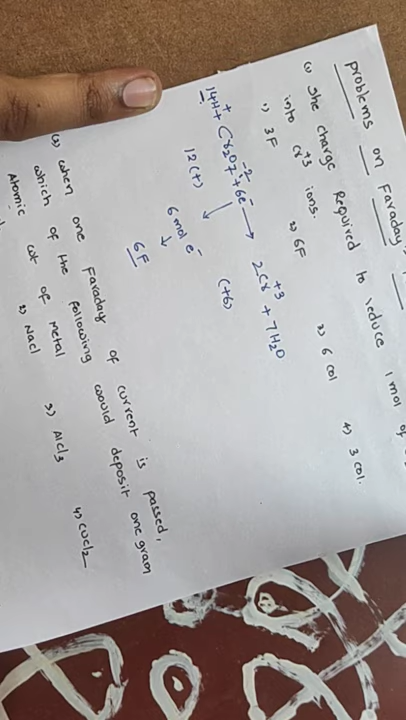 problems on Faraday
(1) The charge Required to reduce 1 mol of
into Cr+3 ions.
1) 3F 2) 6F 3) 6 col 4) 3 col.
14H+ + Cr2O7-2 + 6e- → 2Cr+3 + 7H2O
12(+) (+6)
6 mol e-
↓
6F
when one Faraday of current is passed,
which of the following would deposit one gram
Atomic wt of metal
2) Nacl 3) Alcl3 4) cucl2